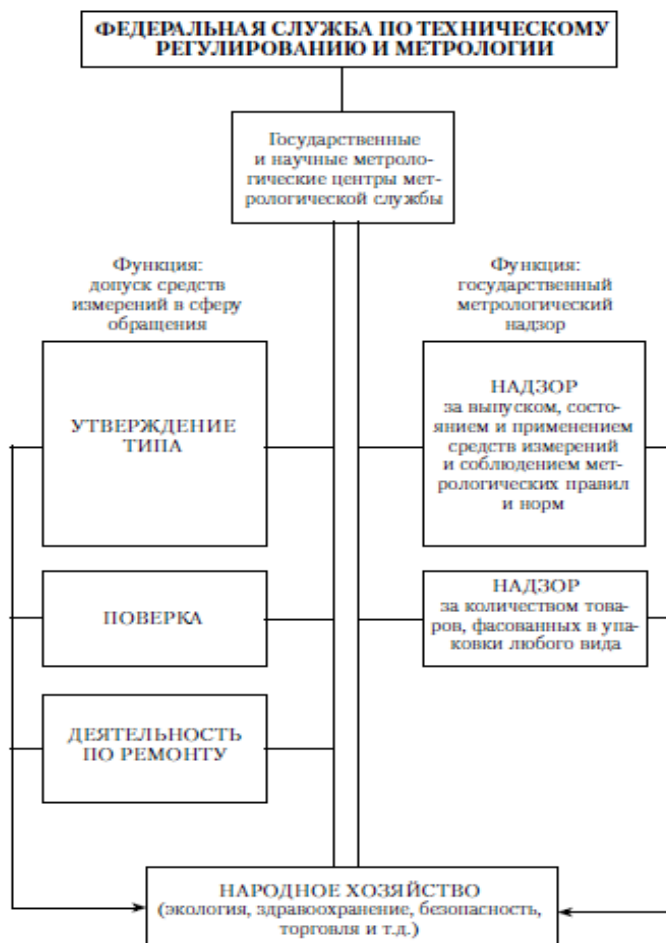 ФЕДЕРАЛЬНАЯ СЛУЖБА ПО ТЕХНИЧЕСКОМУ
РЕГУЛИРОВАНИЮ И МЕТРОЛОГИИ
Государственные
и научные метроло-
гические центры мет-
рологической службы
Функция:
допуск средств
измерений в сферу
обращения
УТВЕРЖДЕНИЕ
ТИПА
ПОВЕРКА
ДЕЯТЕЛЬНОСТЬ
ПО РЕМОНТУ
Функция:
государственный
метрологический
надзор
НАДЗОР
за выпуском, состо-
янием и применением
средств измерений
и соблюдением мет-
рологических правил
и норм
НАДЗОР
за количеством това-
ров, фасованных в упа-
ковки любого вида
НАРОДНОЕ ХОЗЯЙСТВО
(экология, здравоохранение, безопасность,
торговля и т.д.)